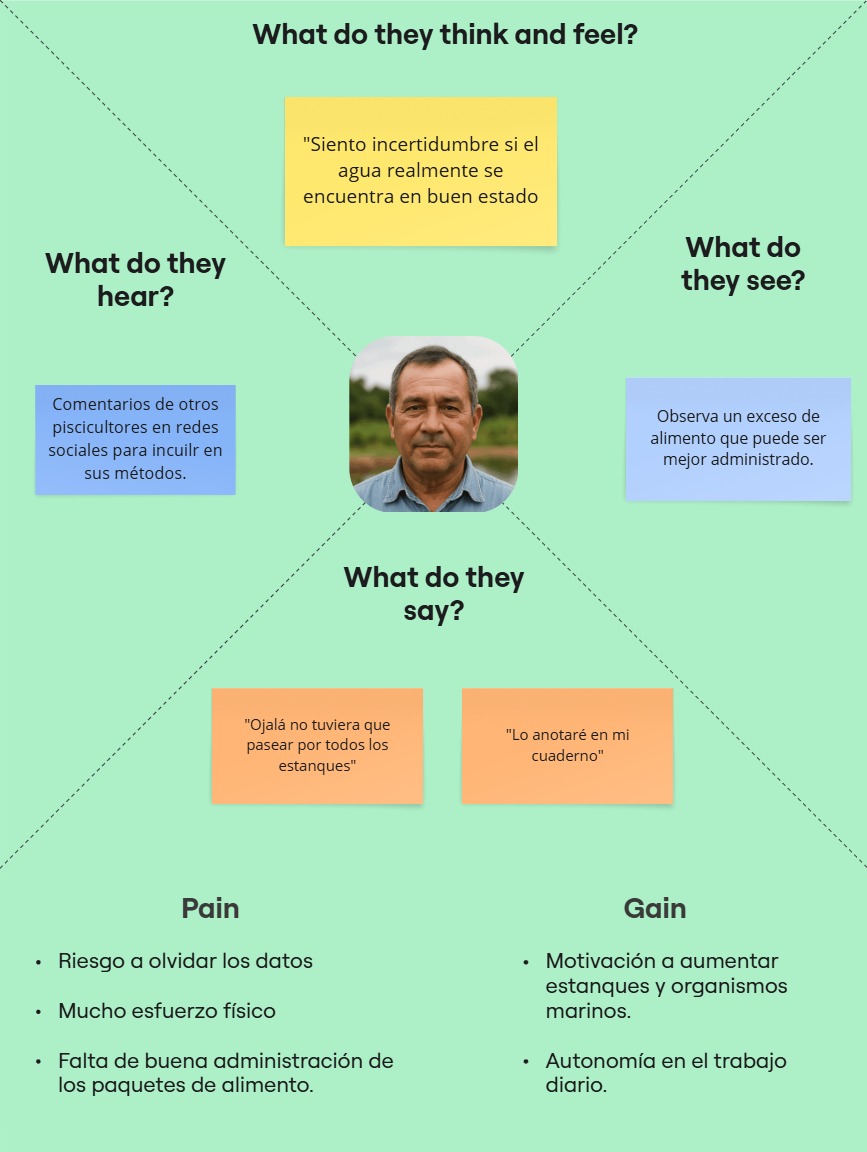 What do they think and feel?
"Siento incertidumbre si el
agua realmente se
encuentra en buen estado
What do they
hear?
Comentarios de otros
piscicultores en redes
sociales para incuilr en
sus métodos.
What do
they see?
Observa un exceso de
alimento que puede ser
mejor administrado.
What do they
say?
"Ojalá no tuviera que
pasear por todos los
estanques"
"Lo anotaré en mi
cuaderno"
Pain
• Riesgo a olvidar los datos
• Mucho esfuerzo físico
• Falta de buena administración de
los paquetes de alimento.
Gain
• Motivación a aumentar
estanques y organismos
marinos.
• Autonomía en el trabajo
diario.